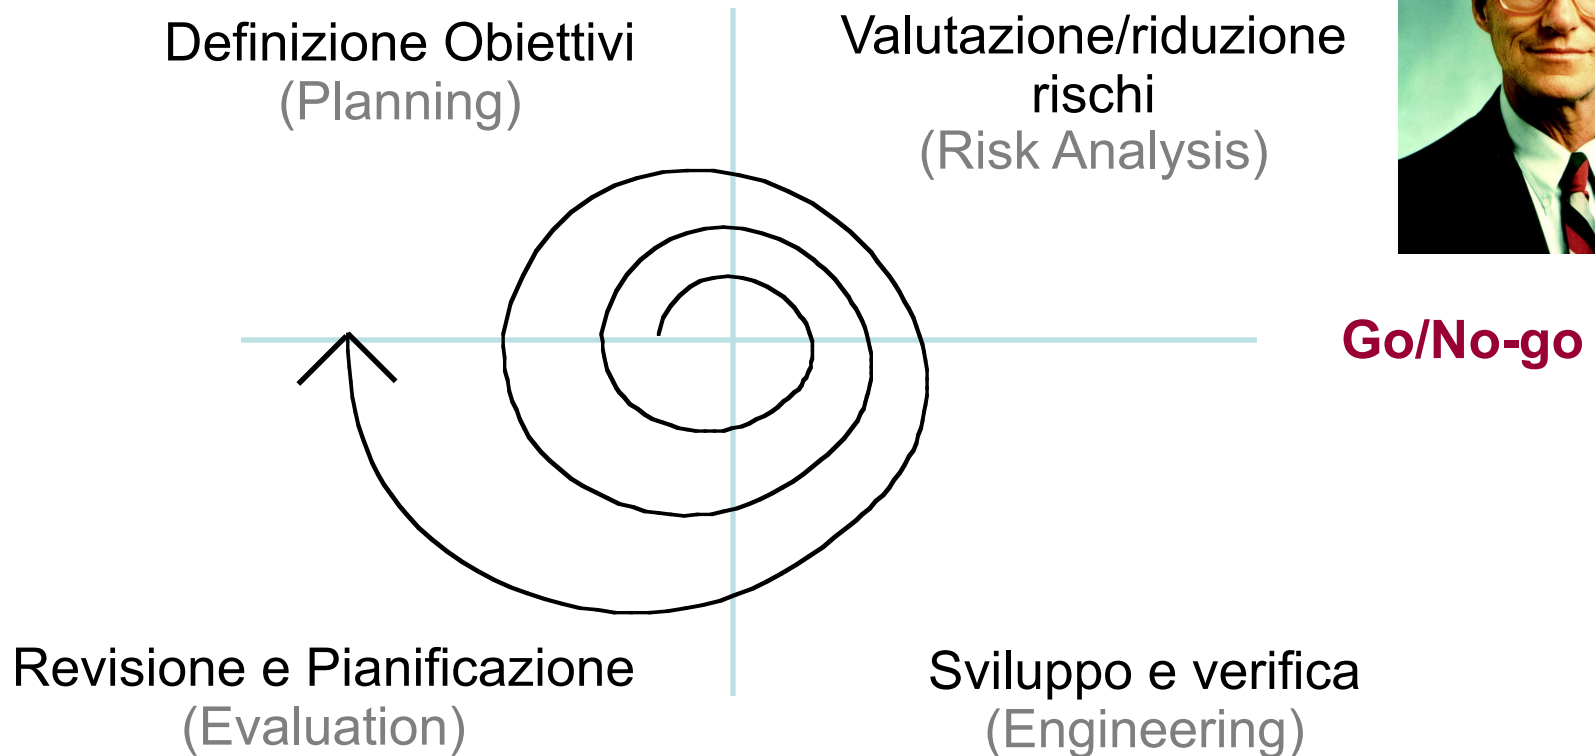 Definizione Obiettivi
(Planning)
Valutazione/riduzione
rischi
(Risk Analysis)
Go/No-go
Revisione e Pianificazione
(Evaluation)
Sviluppo e verifica
(Engineering)